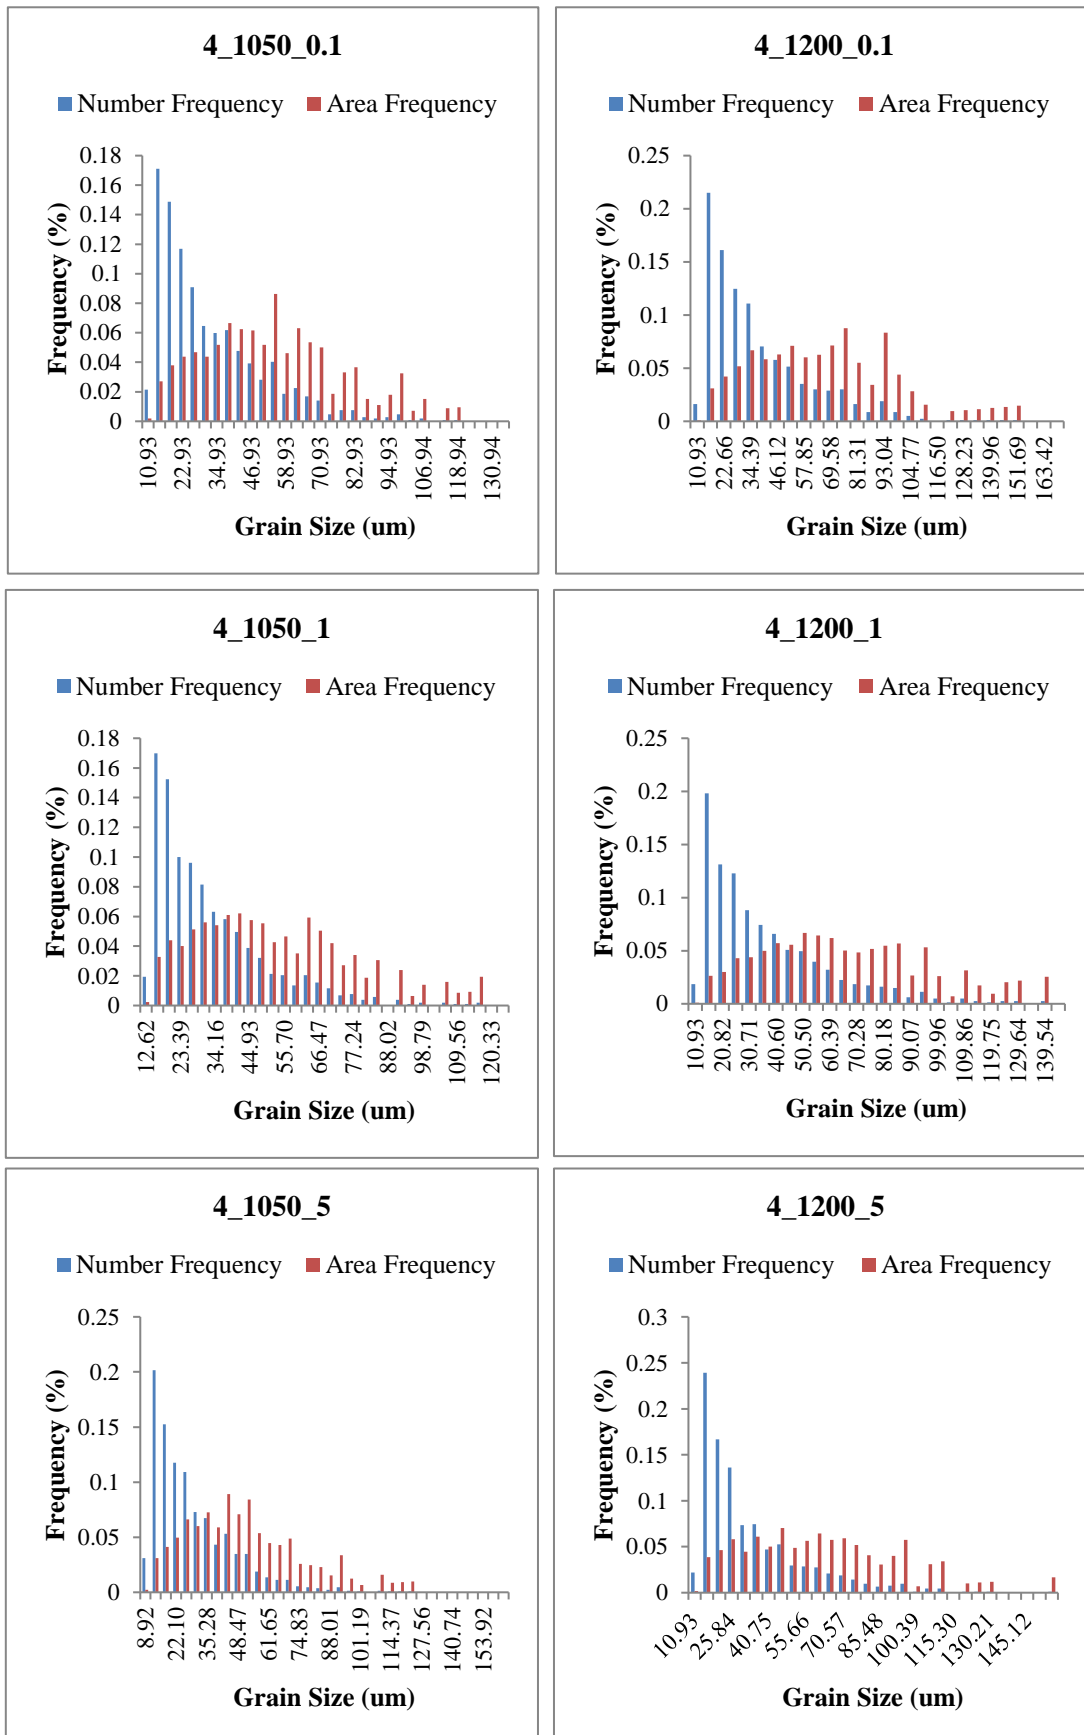 4_1050_0.1
Number Frequency Area Frequency
Frequency (%)
0.18
0.16
0.14
0.12
0.1
0.08
0.06
0.04
0.02
0
10.93 22.93 34.93 46.93 58.93 70.93 82.93 94.93 106.94 118.94 130.94
Grain Size (um)
4_1200_0.1
Number Frequency Area Frequency
Frequency (%)
0.25
0.2
0.15
0.1
0.05
0
10.93 22.66 34.39 46.12 57.85 69.58 81.31 93.04 104.77 116.50 128.23 139.96 151.69 163.42
Grain Size (um)
4_1050_1
Number Frequency Area Frequency
Frequency (%)
0.18
0.16
0.14
0.12
0.1
0.08
0.06
0.04
0.02
0
12.62 23.39 34.16 44.93 55.70 66.47 77.24 88.02 98.79 109.56 120.33
Grain Size (um)
4_1200_1
Number Frequency Area Frequency
Frequency (%)
0.25
0.2
0.15
0.1
0.05
0
10.93 20.82 30.71 40.60 50.50 60.39 70.28 80.18 90.07 99.96 109.86 119.75 129.64 139.54
Grain Size (um)
4_1050_5
Number Frequency Area Frequency
Frequency (%)
0.25
0.2
0.15
0.1
0.05
0
8.92 22.10 35.28 48.47 61.65 74.83 88.01 101.19 114.37 127.56 140.74 153.92
Grain Size (um)
4_1200_5
Number Frequency Area Frequency
Frequency (%)
0.3
0.25
0.2
0.15
0.1
0.05
0
10.93 25.84 40.75 55.66 70.57 85.48 100.39 115.30 130.21 145.12
Grain Size (um)